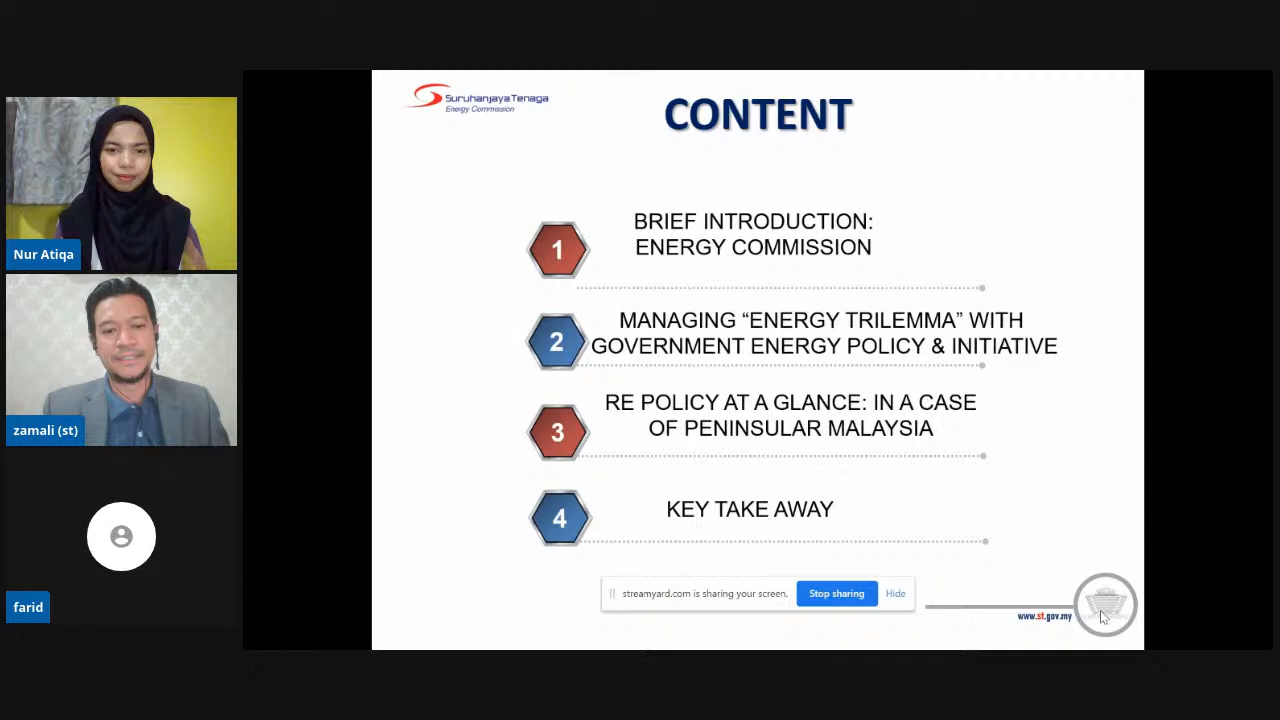 Nur Atiqa
zamali (st)
farid
Suruhanjaya Tenaga
Energy Commission
CONTENT
1
BRIEF INTRODUCTION:
ENERGY COMMISSION
2
MANAGING “ENERGY TRILEMMA” WITH
GOVERNMENT ENERGY POLICY & INITIATIVE
3
RE POLICY AT A GLANCE: IN A CASE
OF PENINSULAR MALAYSIA
4
KEY TAKE AWAY
streamyard.com is sharing your screen.
Stop sharing
Hide
www.st.gov.my